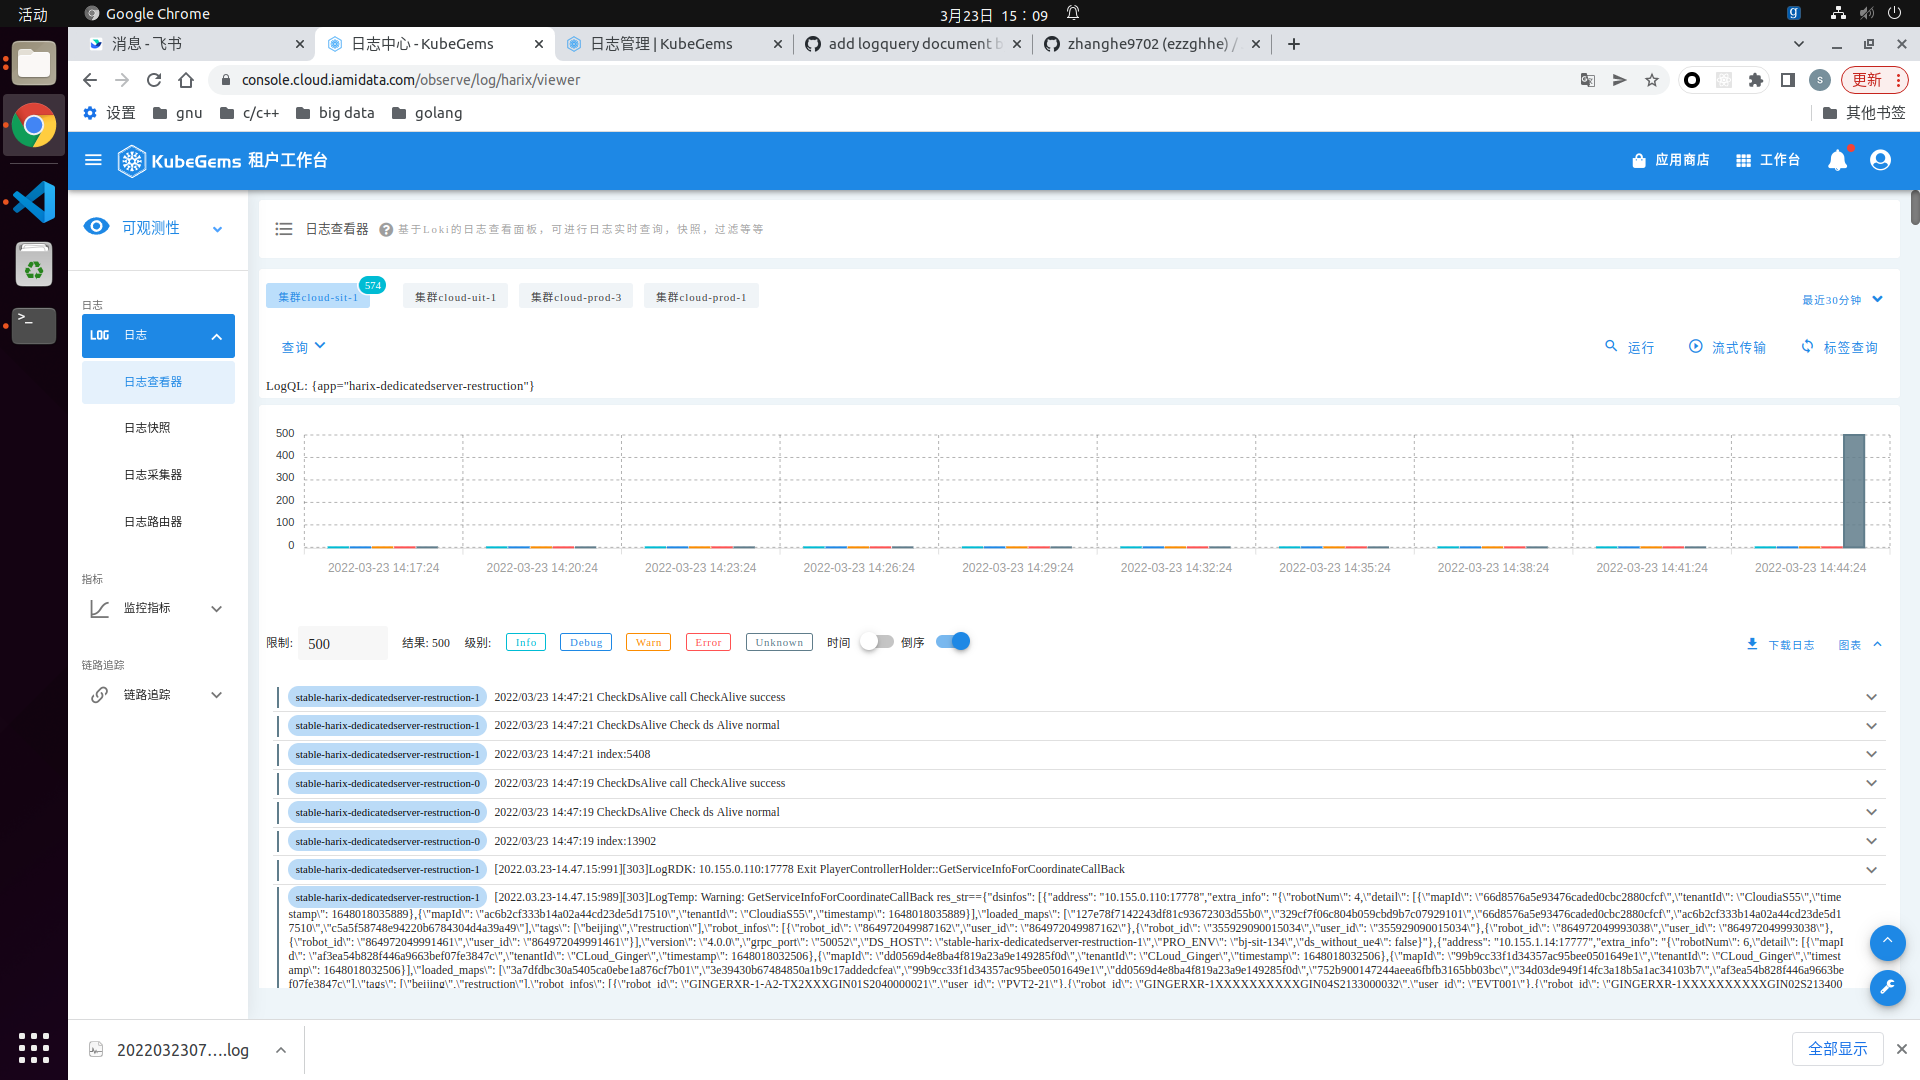 活动
Google Chrome
3月23日 15：09
消息 - 飞书
日志中心 - KubeGems
日志管理 | KubeGems
add logquery document b
zhanghe9702 (ezzghhe) /
console.cloud.iamidata.com/observe/log/harix/viewer
s
更新
设置
gnu
c/c++
big data
golang
其他书签
KubeGems 租户工作台
应用商店
工作台
可观测性
日志
LOG 日志
日志查看器
日志快照
日志采集器
日志路由器
指标
监控指标
链路追踪
链路追踪
日志查看器
基于Loki的日志查看面板，可进行日志实时查询，快照，过滤等等
集群cloud-sit-1
574
集群cloud-uit-1
集群cloud-prod-3
集群cloud-prod-1
最近30分钟
查询
运行
流式传输
标签查询
LogQL: {app="harix-dedicatedserver-restruction"}
500
400
300
200
100
0
2022-03-23 14:17:24
2022-03-23 14:20:24
2022-03-23 14:23:24
2022-03-23 14:26:24
2022-03-23 14:29:24
2022-03-23 14:32:24
2022-03-23 14:35:24
2022-03-23 14:38:24
2022-03-23 14:41:24
2022-03-23 14:44:24
限制: 500 结果: 500 级别: Info Debug Warn Error Unknown 时间 倒序
下载日志
图表
stable-harix-dedicatedserver-restruction-1 2022/03/23 14:47:21 CheckDsAlive call CheckAlive success
stable-harix-dedicatedserver-restruction-1 2022/03/23 14:47:21 CheckDsAlive Check ds Alive normal
stable-harix-dedicatedserver-restruction-1 2022/03/23 14:47:21 index:5408
stable-harix-dedicatedserver-restruction-0 2022/03/23 14:47:19 CheckDsAlive call CheckAlive success
stable-harix-dedicatedserver-restruction-0 2022/03/23 14:47:19 CheckDsAlive Check ds Alive normal
stable-harix-dedicatedserver-restruction-0 2022/03/23 14:47:19 index:13902
stable-harix-dedicatedserver-restruction-1 [2022.03.23-14.47.15:991][303]LogRDK: 10.155.0.110:17778 Exit PlayerControllerHolder::GetServiceInfoForCoordinateCallBack
stable-harix-dedicatedserver-restruction-1 [2022.03.23-14.47.15:989][303]LogTemp: Warning: GetServiceInfoForCoordinateCallBack res_str=={"dsinfos": [{"address": "10.155.0.110:17778","extra_info": "{\"robotNum\": 4,\"detail\": [{\"mapId\": \"66d8576a5e93476caded0cbc2880cfcf\",\"tenantId\": \"CloudiaS55\",\"time
stamp\": 1648018035889},{\"mapId\": \"ac6b2cf333b14a02a44cd23de5d17510\",\"tenantId\": \"CloudiaS55\",\"timestamp\": 1648018035889}],\"loaded_maps\": [\"127e78f7142243df81c93672303d55b0\",\"329cf7f06c804b059cbd9b7c07929101\",\"66d8576a5e93476caded0cbc2880cfcf\",\"ac6b2cf333b14a02a44cd23de5d1
7510\",\"c5a5f58748e94220b6784304d4a39a49\"],\"tags\": [\"beijing\",\"restruction\"],\"robot_infos\": [{\"robot_id\": \"864972049987162\",\"user_id\": \"864972049987162\"},{\"robot_id\": \"355929090015034\",\"user_id\": \"355929090015034\"},{\"robot_id\": \"864972049993038\",\"user_id\": \"864972049993038\"},
{\"robot_id\": \"864972049991461\",\"user_id\": \"864972049991461\"}],\"version\": \"4.0.0\",\"grpc_port\": \"50052\",\"DS_HOST\": \"stable-harix-dedicatedserver-restruction-1\",\"PRO_ENV\": \"bj-sit-134\",\"ds_without_ue4\": false}"},{"address": "10.155.1.14:17777","extra_info": "{\"robotNum\": 6,\"detail\": [{\"mapI
d\": \"af3ea54b828f446a9663bef07fe3847c\",\"tenantId\": \"CLoud_Ginger\",\"timestamp\": 1648018032506},{\"mapId\": \"dd0569d4e8ba4f819a23a9e149285f0d\",\"tenantId\": \"CLoud_Ginger\",\"timestamp\": 1648018032506},{\"mapId\": \"99b9cc33f1d34357ac95bee0501649e1\",\"tenantId\": \"CLoud_Ginger\",\"timest
amp\": 1648018032506}],\"loaded_maps\": [\"3a7dfdbc30a5405ca0ebe1a876cf7b01\",\"3e39430b67484850a1b9c17addedcfea\",\"99b9cc33f1d34357ac95bee0501649e1\",\"dd0569d4e8ba4f819a23a9e149285f0d\",\"752b900147244aeea6fbfb3165bb03bc\",\"34d03de949f14fc3a18b5a1ac34103b7\",\"af3ea54b828f446a9663be
f07fe3847c\"],\"tags\": [\"beijing\",\"restruction\"],\"robot_infos\": [{\"robot_id\": \"GINGERXR-1-A2-TX2XXXGIN01S2040000021\",\"user_id\": \"PVT2-21\"},{\"robot_id\": \"GINGERXR-1XXXXXXXXXXGIN04S2133000032\",\"user_id\": \"EVT001\"},{\"robot_id\": \"GINGERXR-1XXXXXXXXXXGIN02S213400
2022032307....log
全部显示